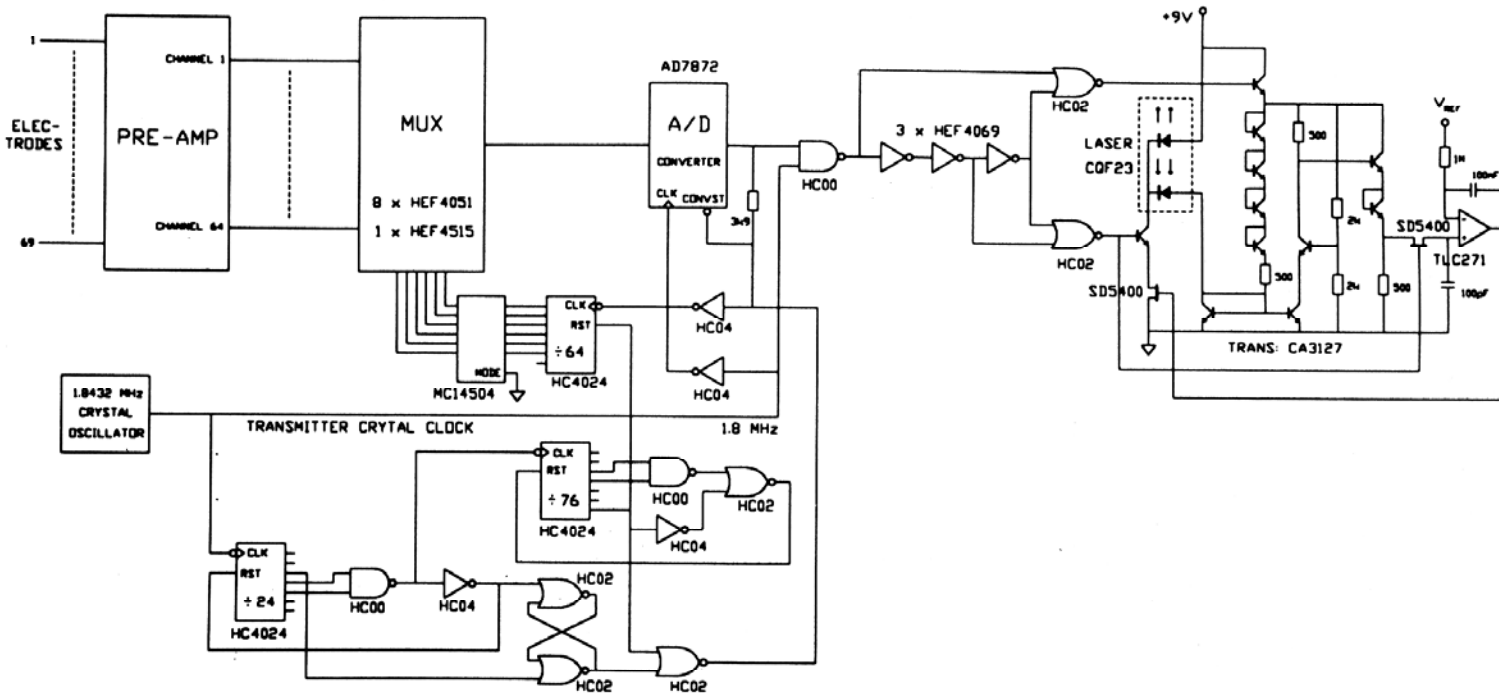 1
ELEC-
TRODES
69
PRE-AMP
CHANNEL 1
CHANNEL 64
MUX
8 x HEF4051
1 x HEF4515
AD7872
A/D
CONVERTER
CLK
CONVST
3k9
HC00
3 x HEF4069
HC02
HC02
LASER
CQF23
+9V
500
500
2k
2k
500
SD5400
SD5400
V REF
1M
100nF
TLC271
100pF
TRANS: CA3127
CLK
RST
÷64
HC4024
MODE
MC14504
HC04
HC04
1.8432 MHz
CRYSTAL
OSCILLATOR
TRANSMITTER CRYTAL CLOCK
1.8 MHz
CLK
RST
÷76
HC4024
HC00
HC02
HC04
CLK
RST
÷24
HC4024
HC00
HC04
HC02
HC02
HC02